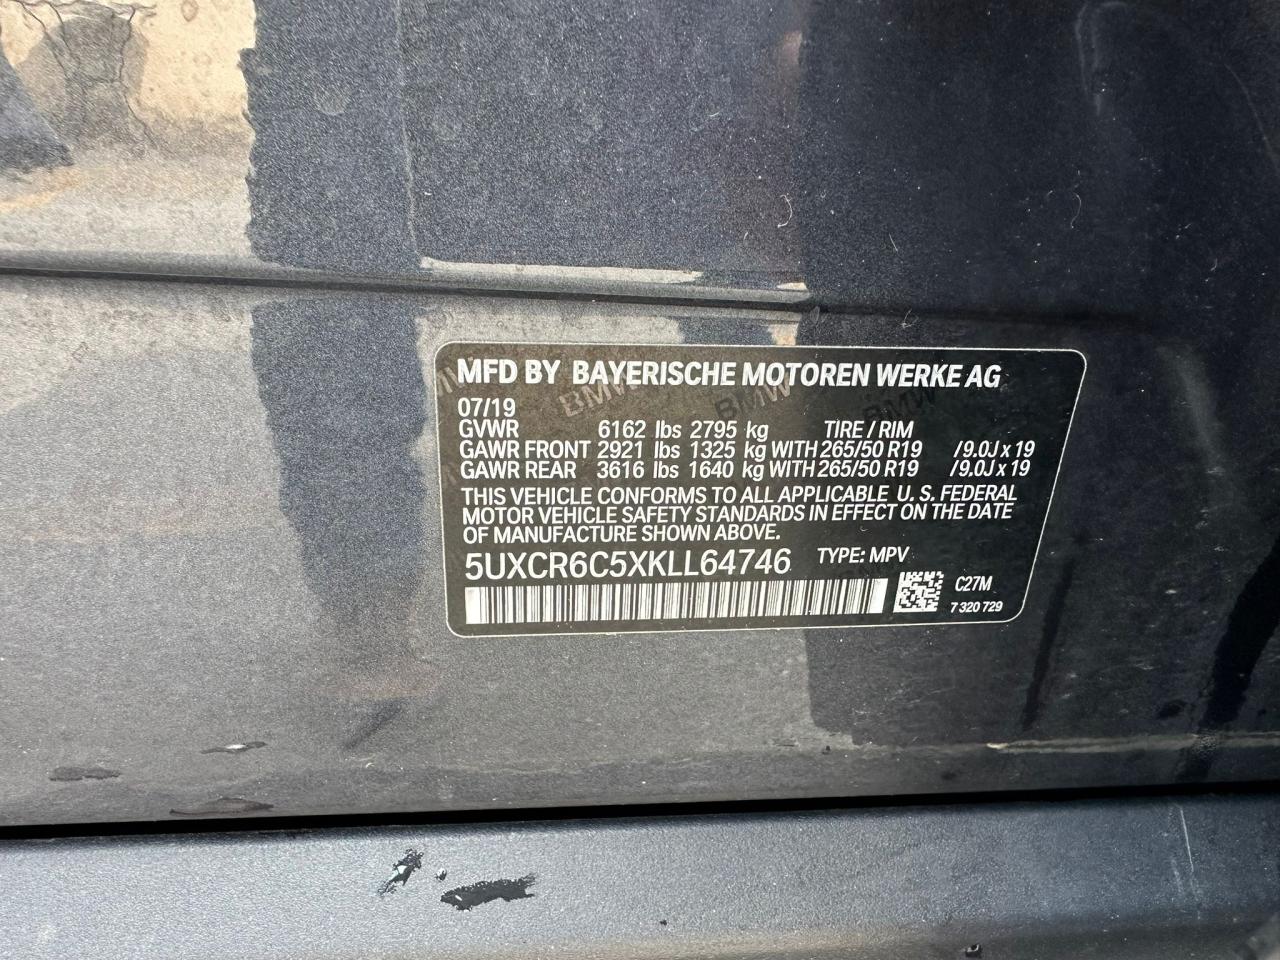 MFD BY BAYERISCHE MOTOREN WERKE AG
07/19
GVWR 6162 lbs 2795 kg TIRE / RIM
GAWR FRONT 2921 lbs 1325 kg WITH 265/50 R19 /9.0J x 19
GAWR REAR 3616 lbs 1640 kg WITH 265/50 R19 /9.0J x 19
THIS VEHICLE CONFORMS TO ALL APPLICABLE U. S. FEDERAL
MOTOR VEHICLE SAFETY STANDARDS IN EFFECT ON THE DATE
OF MANUFACTURE SHOWN ABOVE.
5UXCR6C5XKLL64746 TYPE: MPV
C27M
7 320 729
BMW BMW BMW